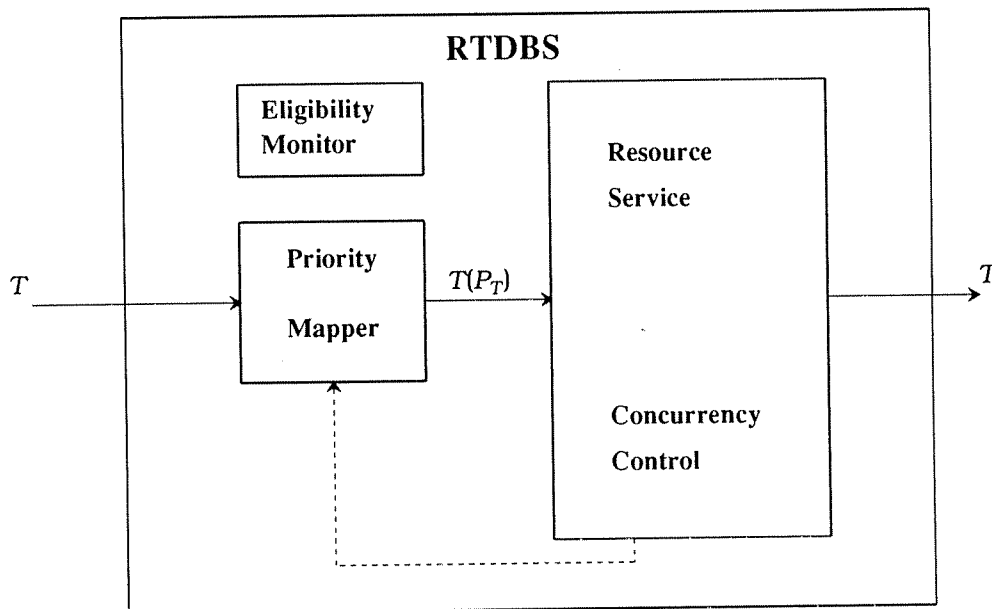 RTDBS
Eligibility
Monitor
Resource
Service
Priority
Mapper
T
T(P_T)
T
Concurrency
Control